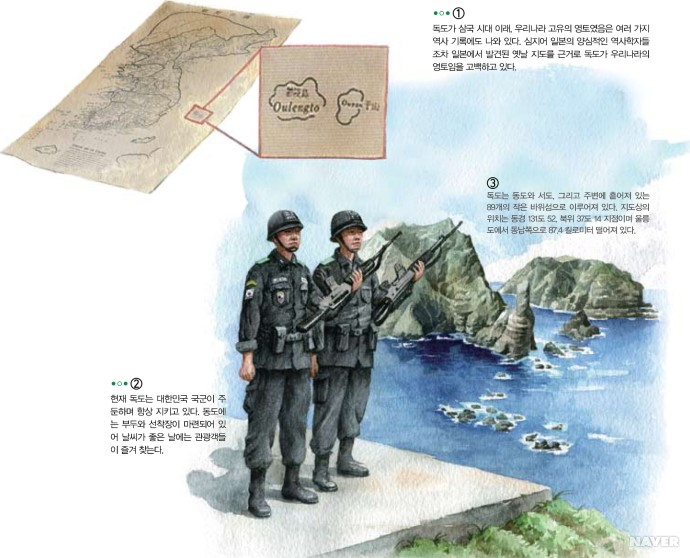 ①
독도가 삼국 시대 이래, 우리나라 고유의 영토였음은 여러 가지
역사 기록에도 나와 있다. 심지어 일본의 양심적인 역사학자들
조차 일본에서 발견된 옛날 지도를 근거로 독도가 우리나라의
영토임을 고백하고 있다.
Oulengto
③
독도는 동도와 서도, 그리고 주변에 흩어져 있는
89개의 작은 바위섬으로 이루어져 있다. 지도상의
위치는 동경 131도 52, 북위 37도 14 지점이며 울릉
도에서 동남쪽으로 87.4 킬로미터 떨어져 있다.
②
현재 독도는 대한민국 국군이 주
둔하며 항상 지키고 있다. 동도에
는 부두와 선착장이 마련되어 있
어 날씨가 좋은 날에는 관광객들
이 즐겨 찾는다.
NAVER